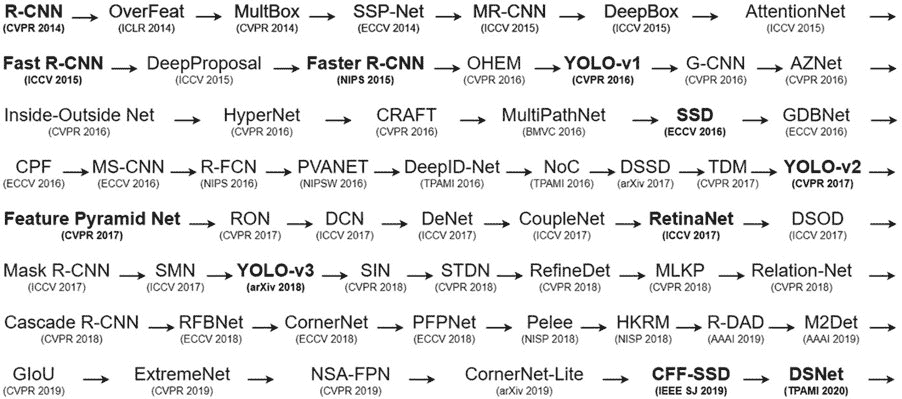 R-CNN OverFeat MultBox SSP-Net MR-CNN DeepBox AttentionNet
(CVPR 2014) (ICLR 2014) (CVPR 2014) (ECCV 2014) (ICCV 2015) (ICCV 2015) (ICCV 2015)
Fast R-CNN DeepProposal Faster R-CNN OHEM YOLO-v1 G-CNN AZNet
(ICCV 2015) (ICCV 2015) (NIPS 2015) (CVPR 2016) (CVPR 2016) (CVPR 2016) (CVPR 2016)
Inside-Outside Net HyperNet CRAFT MultiPathNet SSD GDBNet
(CVPR 2016) (CVPR 2016) (CVPR 2016) (BMVC 2016) (ECCV 2016) (ECCV 2016)
CPF MS-CNN R-FCN PVANET DeepID-Net NoC DSSD TDM YOLO-v2
(ECCV 2016) (ECCV 2016) (NIPS 2016) (NIPSW 2016) (TPAMI 2016) (TPAMI 2016) (arXiv 2017) (CVPR 2017) (CVPR 2017)
Feature Pyramid Net RON DCN DeNet CoupleNet RetinaNet DSOD
(CVPR 2017) (CVPR 2017) (ICCV 2017) (ICCV 2017) (ICCV 2017) (ICCV 2017) (ICCV 2017)
Mask R-CNN SMN YOLO-v3 SIN STDN RefineDet MLKP Relation-Net
(ICCV 2017) (ICCV 2017) (arXiv 2018) (CVPR 2018) (CVPR 2018) (CVPR 2018) (CVPR 2018) (CVPR 2018)
Cascade R-CNN RFBNet CornerNet PFPNet Pelee HKRM R-DAD M2Det
(CVPR 2018) (ECCV 2018) (ECCV 2018) (ECCV 2018) (NISP 2018) (NISP 2018) (AAAI 2019) (AAAI 2019)
GIoU ExtremeNet NSA-FPN CornerNet-Lite CFF-SSD DSNet
(CVPR 2019) (CVPR 2019) (CVPR 2019) (arXiv 2019) (IEEE SJ 2019) (TPAMI 2020)